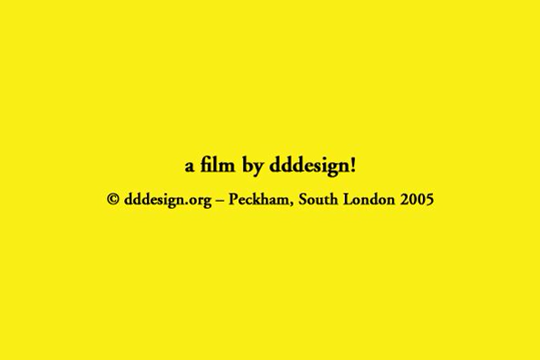 a film by dddesign!
© dddesign.org – Peckham, South London 2005